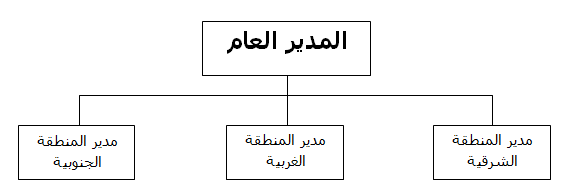 المدير العام
مدير المنطقة
الشرقية
مدير المنطقة
الغربية
مدير المنطقة
الجنوبية